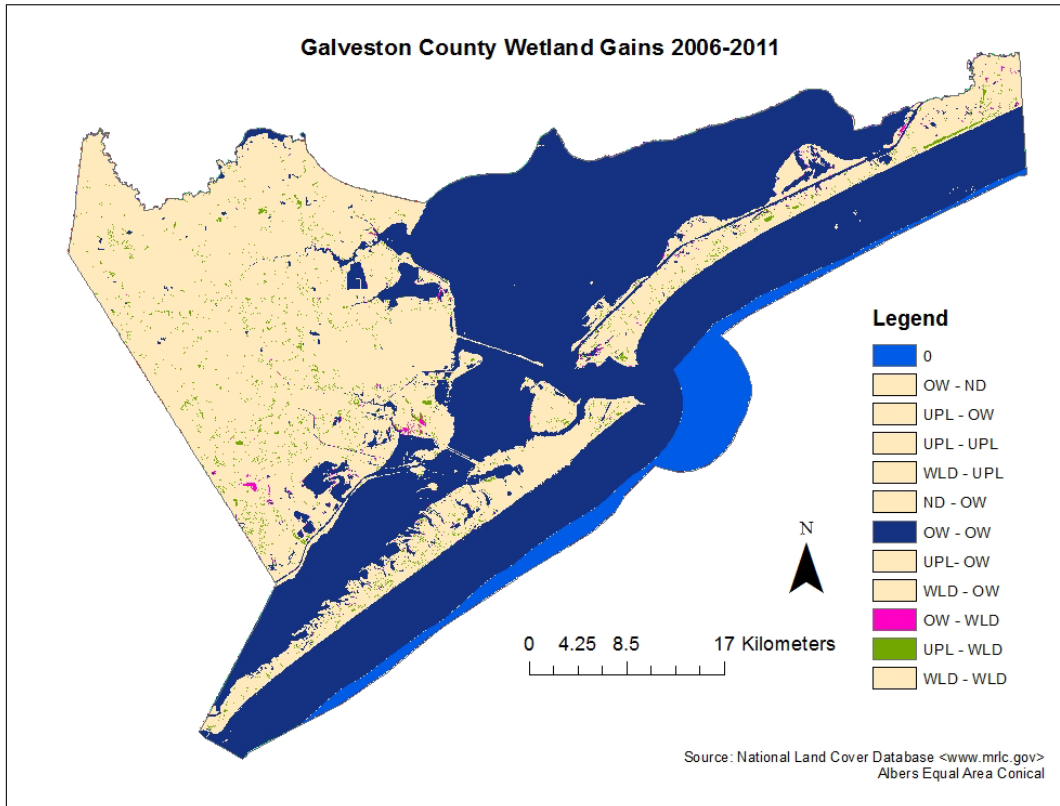 Galveston County Wetland Gains 2006-2011
Legend
0
OW - ND
UPL - OW
UPL - UPL
WLD - UPL
ND - OW
OW - OW
UPL- OW
WLD - OW
OW - WLD
UPL - WLD
WLD - WLD
N
0 4.25 8.5 17 Kilometers
Source: National Land Cover Database <www.mrlc.gov>
Albers Equal Area Conical